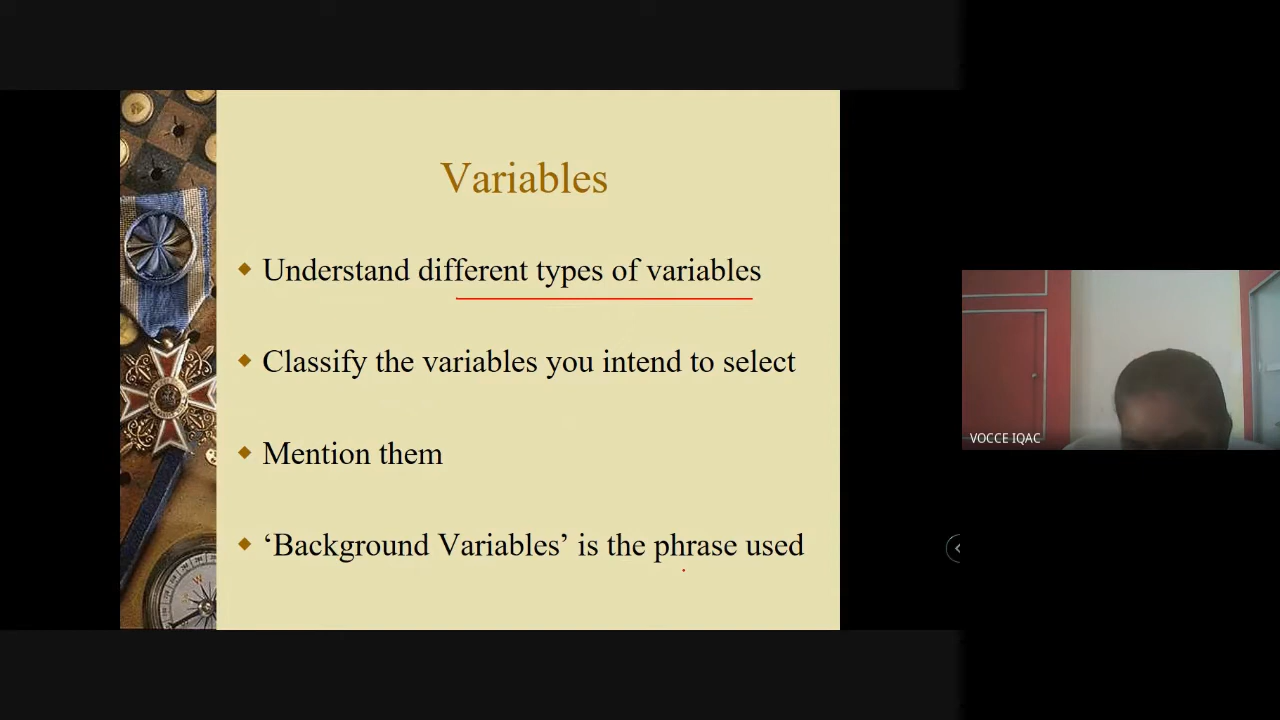 Variables
Understand different types of variables
Classify the variables you intend to select
Mention them
‘Background Variables’ is the phrase used
VOCCE IQAC